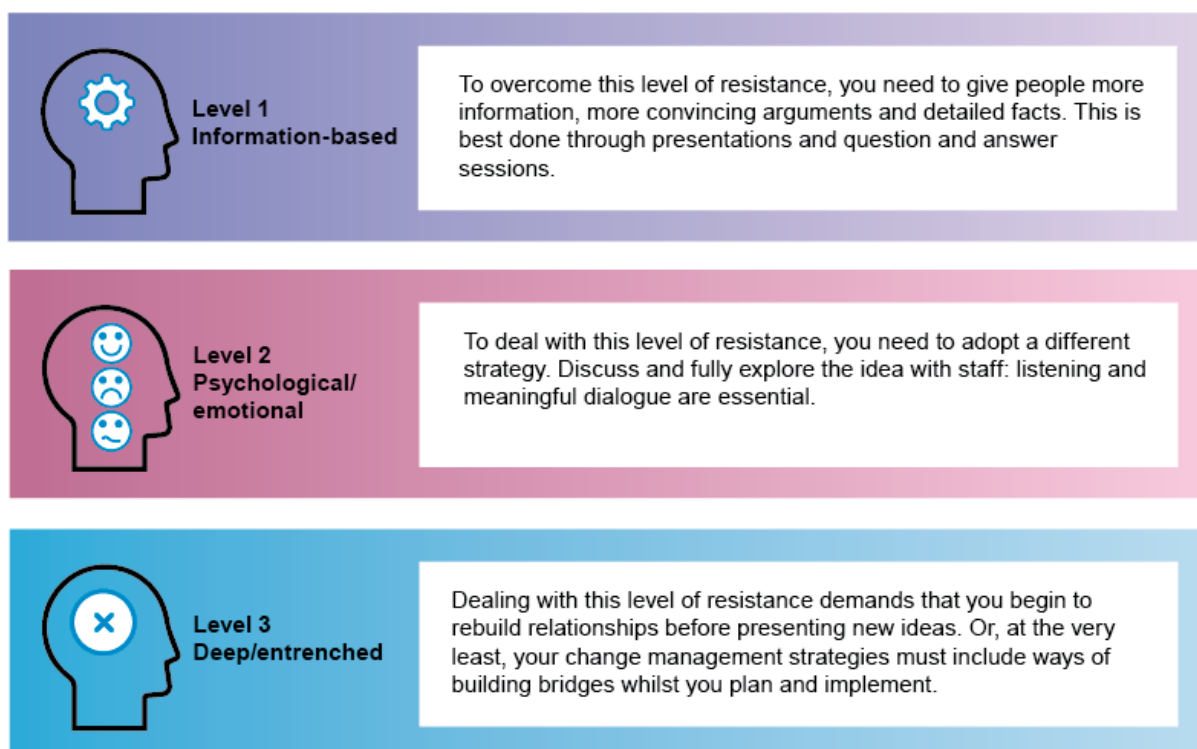 Level 1
Information-based
To overcome this level of resistance, you need to give people more
information, more convincing arguments and detailed facts. This is
best done through presentations and question and answer
sessions.
Level 2
Psychological/
emotional
To deal with this level of resistance, you need to adopt a different
strategy. Discuss and fully explore the idea with staff: listening and
meaningful dialogue are essential.
Level 3
Deep/entrenched
Dealing with this level of resistance demands that you begin to
rebuild relationships before presenting new ideas. Or, at the very
least, your change management strategies must include ways of
building bridges whilst you plan and implement.